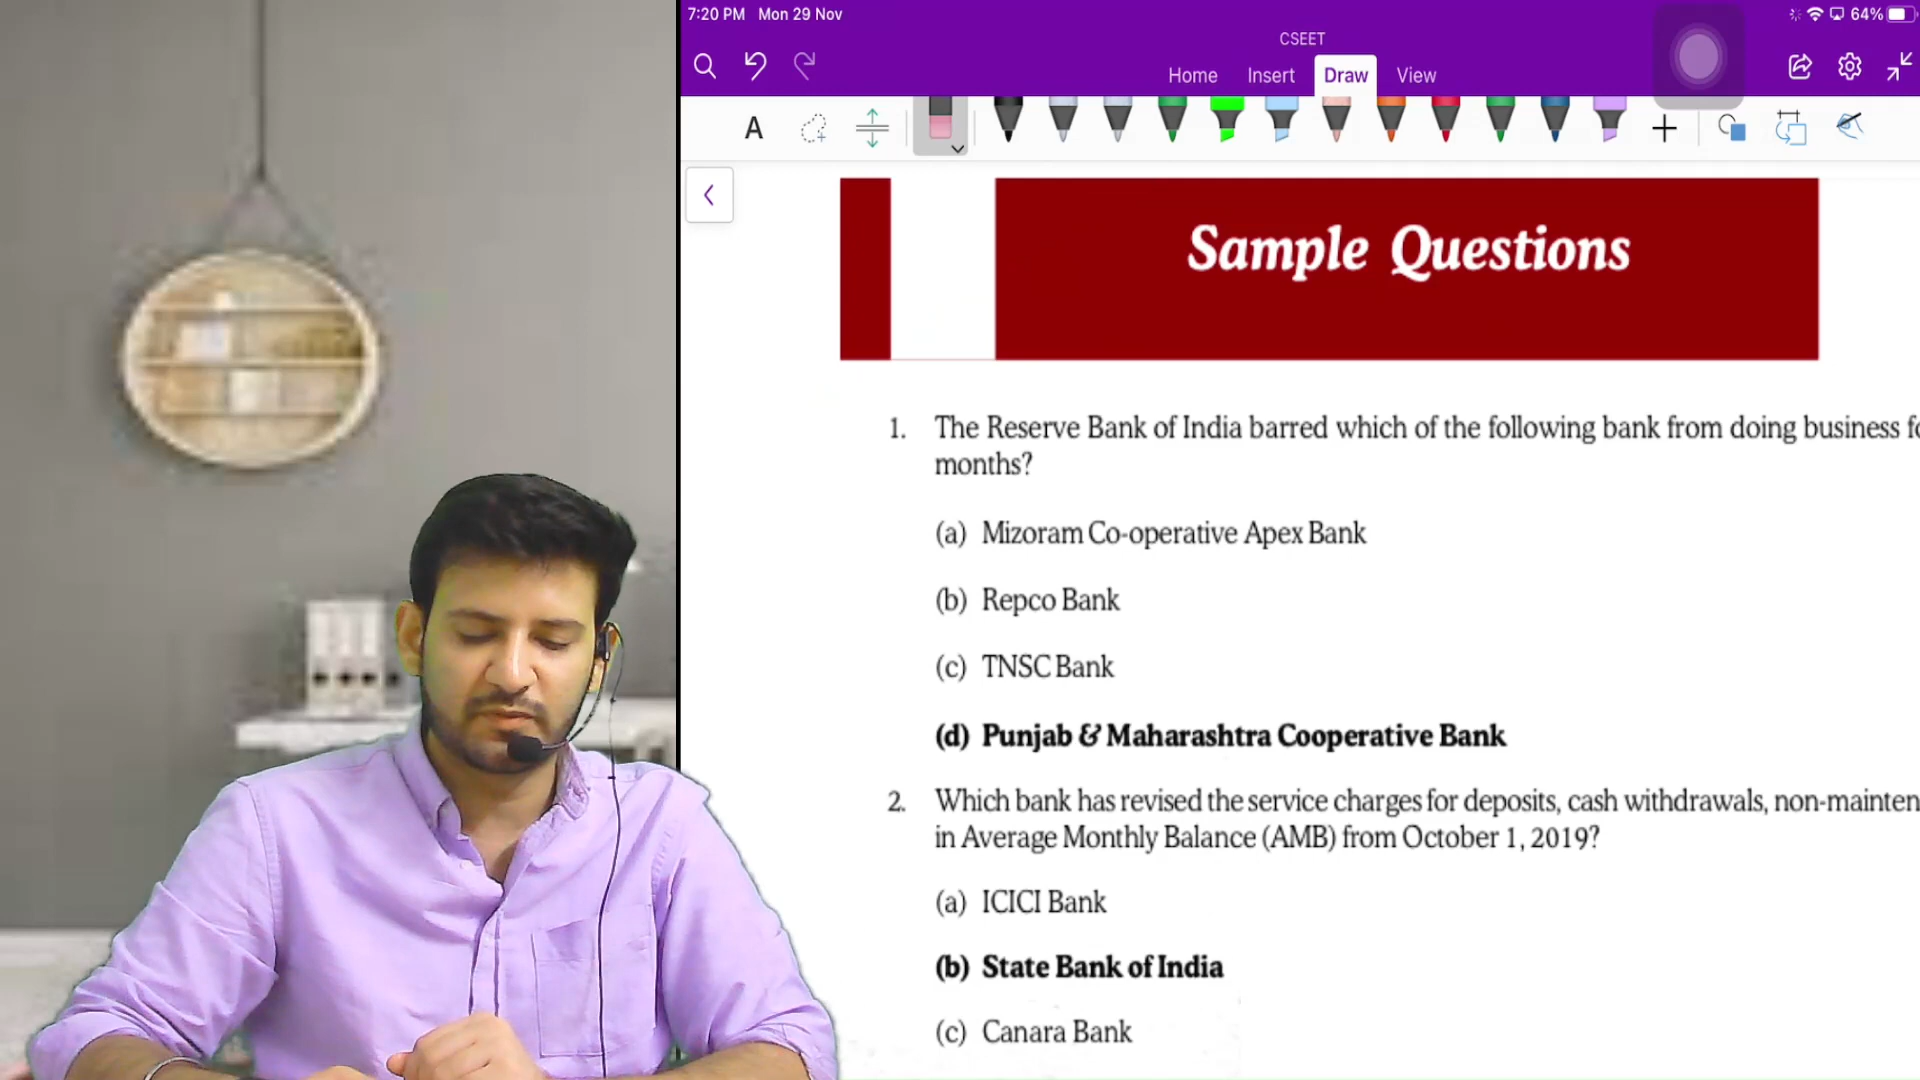 7:20 PM Mon 29 Nov
64%
CSEET
Home Insert Draw View
A
Sample Questions
1. The Reserve Bank of India barred which of the following bank from doing business
months?
(a) Mizoram Co-operative Apex Bank
(b) Repco Bank
(c) TNSC Bank
(d) Punjab & Maharashtra Cooperative Bank
2. Which bank has revised the service charges for deposits, cash withdrawals,
in Average Monthly Balance (AMB) from October 1, 2019?
(a) ICICI Bank
(b) State Bank of India
(c) Canara Bank